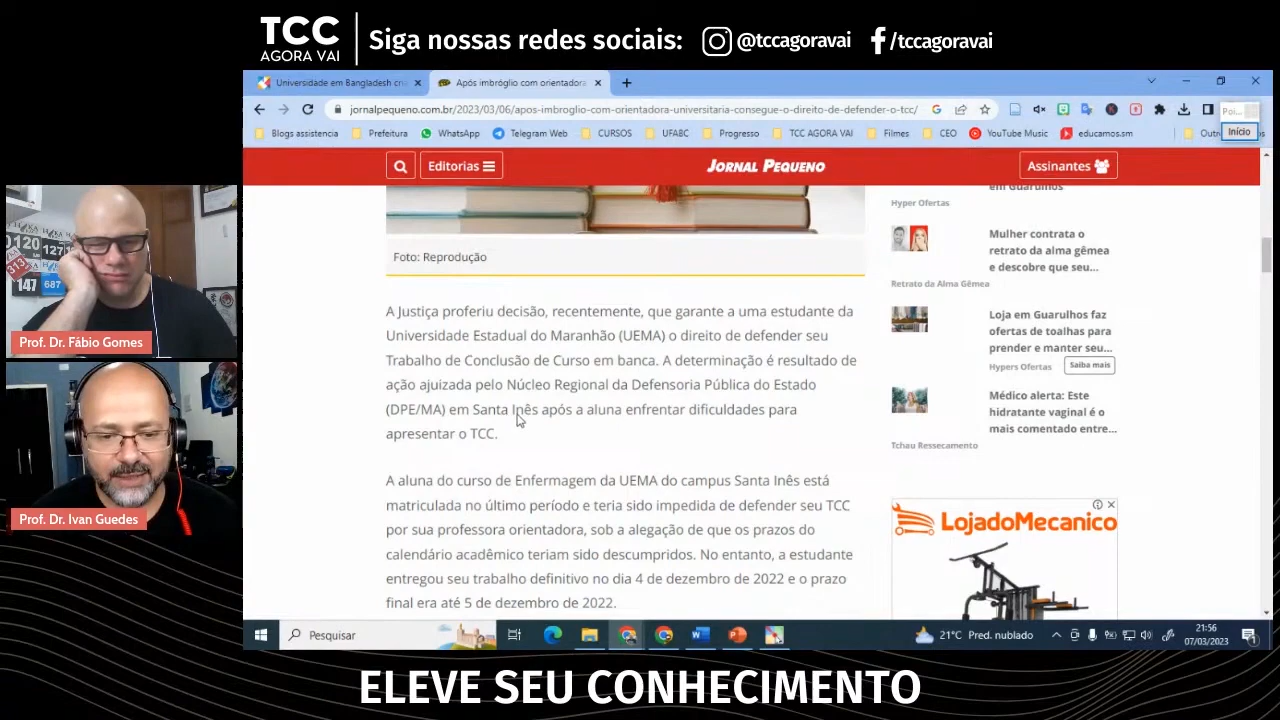 TCC
AGORA VAI
Siga nossas redes sociais:
@tccagoravai
/tccagoravai
Universidade em Bangladesh cri
Após imbróglio com orientadora
jornalpequeno.com.br/2023/03/06/apos-imbroglio-com-orientadora-universitaria-consegue-o-direito-de-defender-o-tcc/
Poi...
Início
Blogs assistencia
Prefeitura
WhatsApp
Telegram Web
CURSOS
UFABC
Progresso
TCC AGORA VAI
Filmes
CEO
YouTube Music
educamos.sm
Editorias
JORNAL PEQUENO
Assinantes
Foto: Reprodução
A Justiça proferiu decisão, recentemente, que garante a uma estudante da
Universidade Estadual do Maranhão (UEMA) o direito de defender seu
Trabalho de Conclusão de Curso em banca. A determinação é resultado de
ação ajuizada pelo Núcleo Regional da Defensoria Pública do Estado
(DPE/MA) em Santa Inês após a aluna enfrentar dificuldades para
apresentar o TCC.
A aluna do curso de Enfermagem da UEMA do campus Santa Inês está
matriculada no último período e teria sido impedida de defender seu TCC
por sua professora orientadora, sob a alegação de que os prazos do
calendário acadêmico teriam sido descumpridos. No entanto, a estudante
entregou seu trabalho definitivo no dia 4 de dezembro de 2022 e o prazo
final era até 5 de dezembro de 2022.
em Guarulhos
Hyper Ofertas
Mulher contrata o
retrato da alma gêmea
e descobre que seu...
Retrato da Alma Gêmea
Loja em Guarulhos faz
ofertas de toalhas para
prender e manter seu...
Hypers Ofertas
Saiba mais
Médico alerta: Este
hidratante vaginal é o
mais comentado entre...
Tchau Ressecamento
LojadoMecanico
0120
127
313
147
687
Prof. Dr. Fábio Gomes
Prof. Dr. Ivan Guedes
Pesquisar
21°C Pred. nublado
21:56
07/03/2023
ELEVE SEU CONHECIMENTO